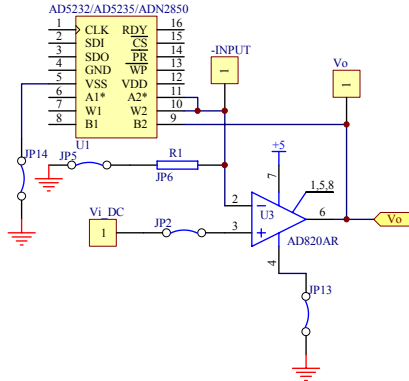 AD5232/AD5235/ADN2850
1 CLK RDY 16
2 SDI CS 15
3 SDO PR 14
4 GND WP 13
5 VSS VDD 12
6 A1* A2* 11
7 W1 W2 10
8 B1 B2 9
U1
-INPUT
1
Vo
1
JP14
JP5
R1
JP6
+5
7
1,5,8
2
U3
6
Vo
Vi_DC
1
JP2
3
AD820AR
4
JP13